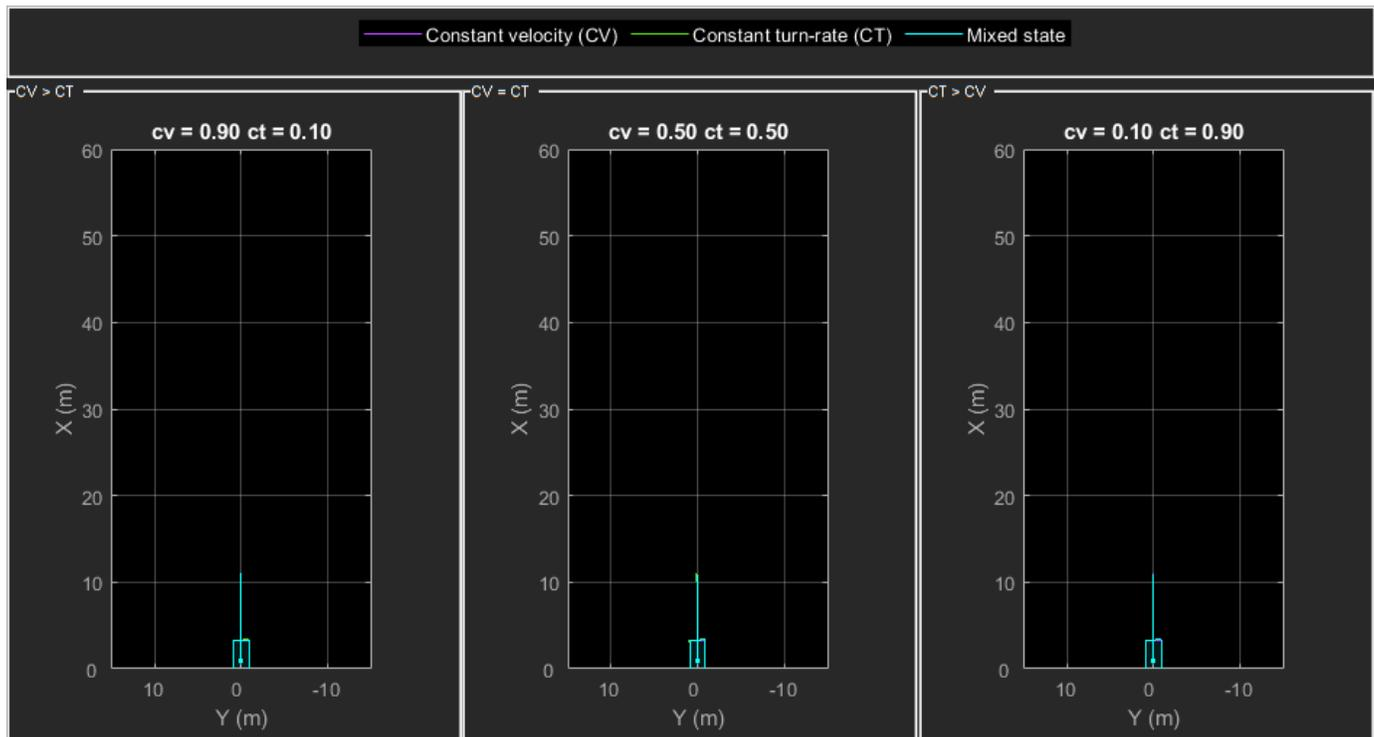 Constant velocity (CV) Constant turn-rate (CT) Mixed state
CV > CT
cv = 0.90 ct = 0.10
60
50
40
30
20
10
0
X (m)
10 0 -10
Y (m)
CV = CT
cv = 0.50 ct = 0.50
60
50
40
30
20
10
0
X (m)
10 0 -10
Y (m)
CT > CV
cv = 0.10 ct = 0.90
60
50
40
30
20
10
0
X (m)
10 0 -10
Y (m)